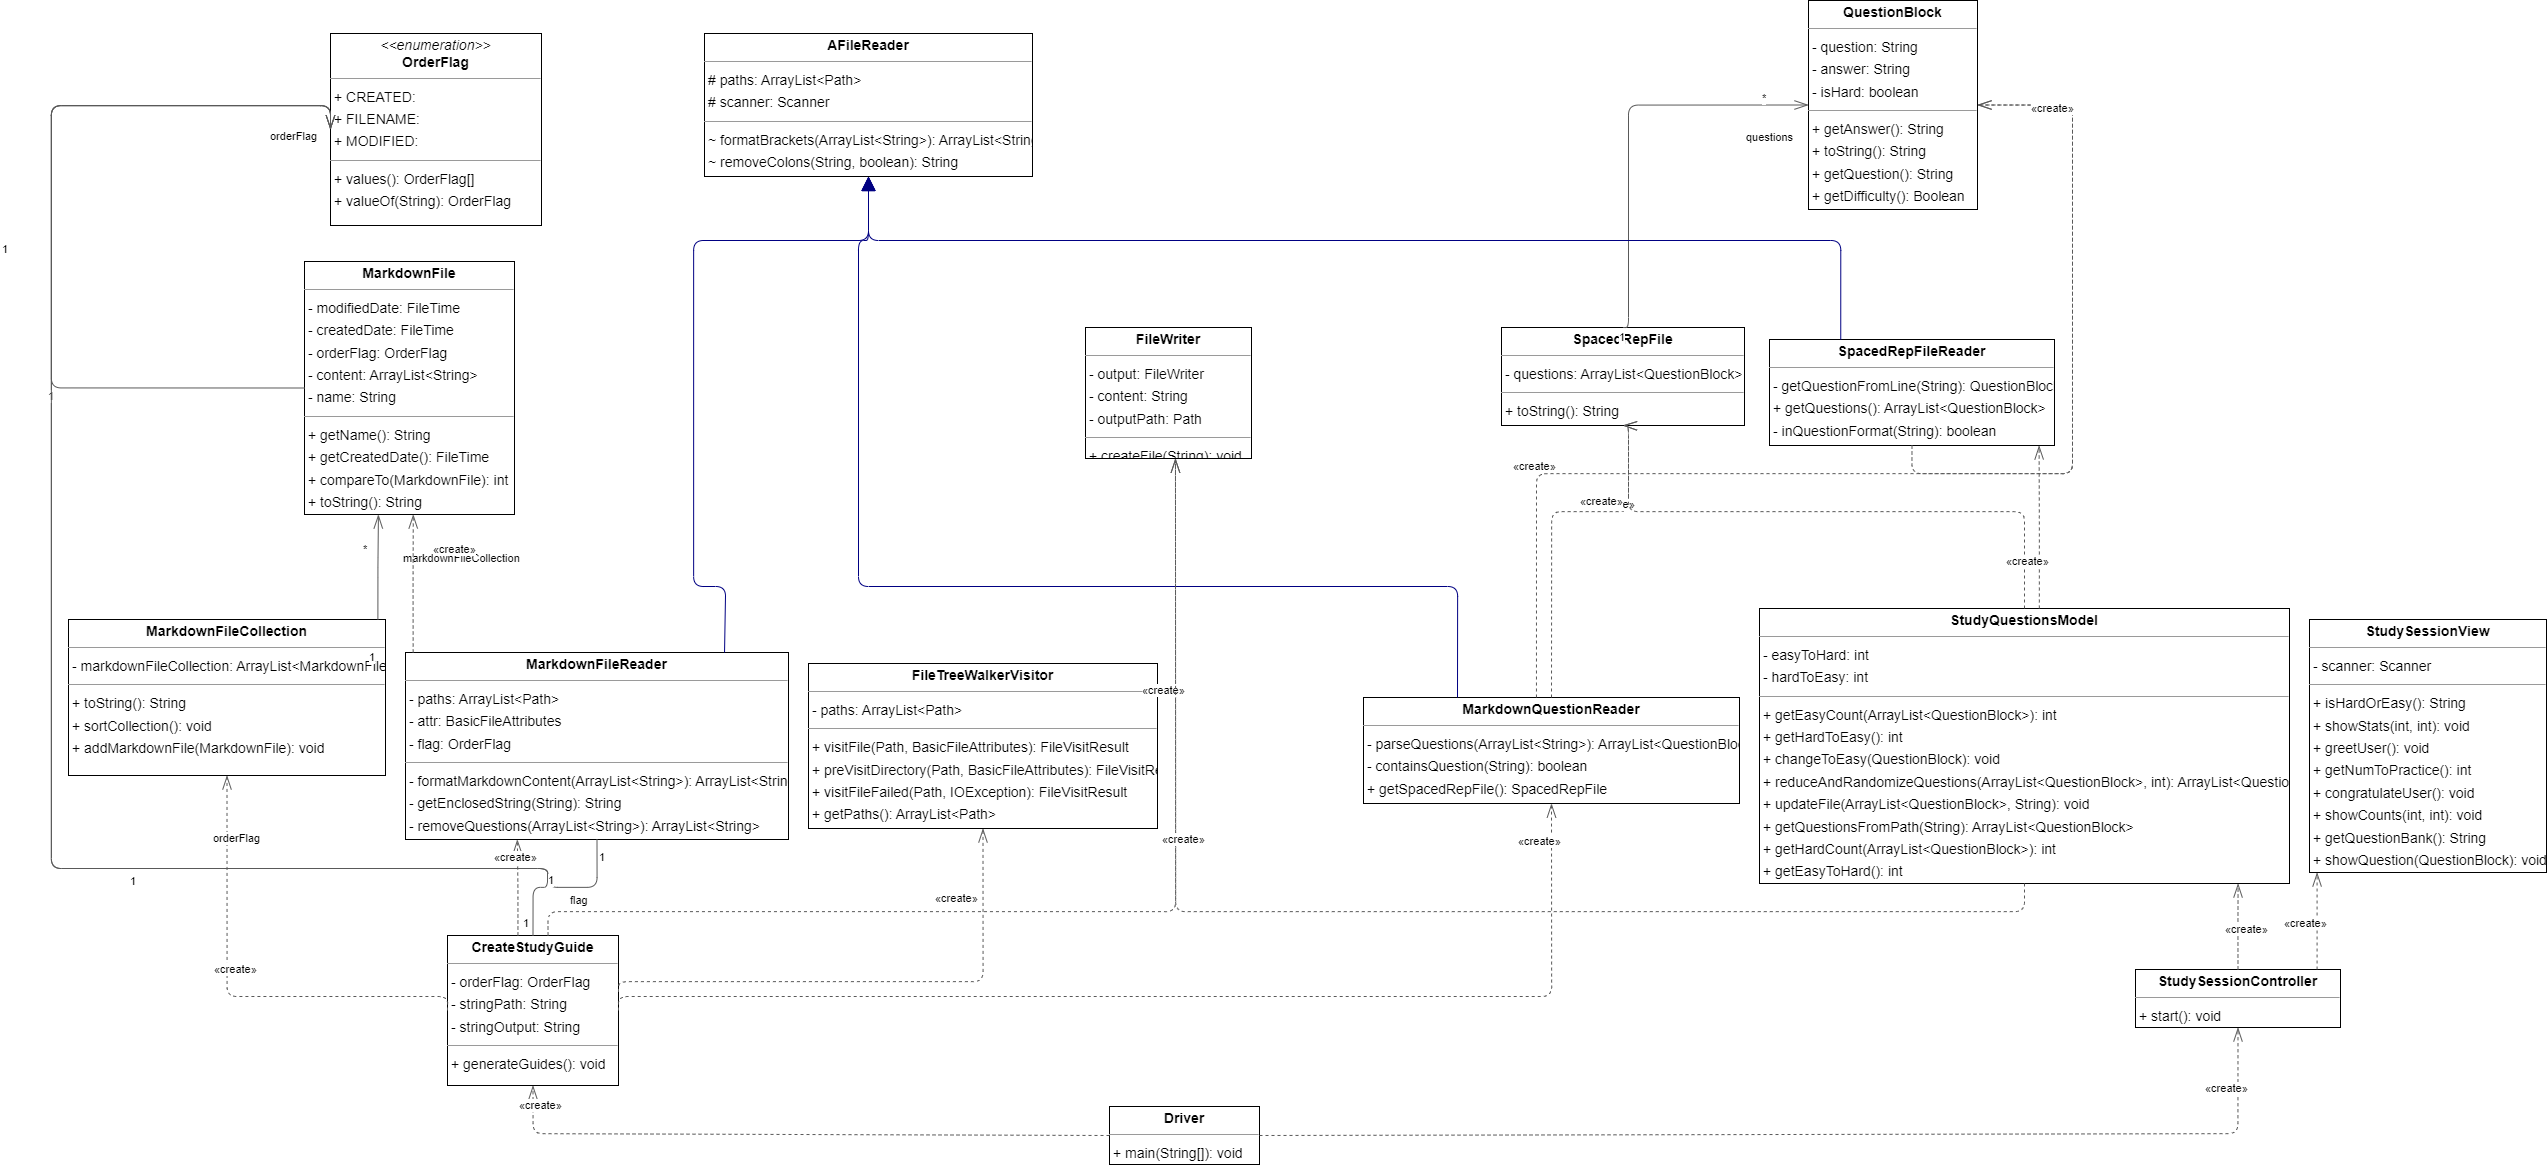 <<enumeration>>
OrderFlag
+ CREATED:
+ FILENAME:
+ MODIFIED:
+ values(): OrderFlag[]
+ valueOf(String): OrderFlag
orderFlag
1
1
AFileReader
# paths: ArrayList<Path>
# scanner: Scanner
~ formatBrackets(ArrayList<String>): ArrayList<Strin
~ removeColons(String, boolean): String
QuestionBlock
- question: String
- answer: String
- isHard: boolean
+ getAnswer(): String
+ toString(): String
+ getQuestion(): String
+ getDifficulty(): Boolean
*
questions
«create»
MarkdownFile
- modifiedDate: FileTime
- createdDate: FileTime
- orderFlag: OrderFlag
- content: ArrayList<String>
- name: String
+ getName(): String
+ getCreatedDate(): FileTime
+ compareTo(MarkdownFile): int
+ toString(): String
*
«create»
markdownFileCollection
FileWriter
- output: FileWriter
- content: String
- outputPath: Path
+ createFile(String): void
SpacedRepFile
1
- questions: ArrayList<QuestionBlock>
+ toString(): String
SpacedRepFileReader
- getQuestionFromLine(String): QuestionBloc
+ getQuestions(): ArrayList<QuestionBlock>
- inQuestionFormat(String): boolean
«create»
«create»
e»
«create»
MarkdownFileCollection
- markdownFileCollection: ArrayList<MarkdownFile
1
+ toString(): String
+ sortCollection(): void
+ addMarkdownFile(MarkdownFile): void
MarkdownFileReader
- paths: ArrayList<Path>
- attr: BasicFileAttributes
- flag: OrderFlag
- formatMarkdownContent(ArrayList<String>): ArrayList<Strin
- getEnclosedString(String): String
- removeQuestions(ArrayList<String>): ArrayList<String>
FileTreeWalkerVisitor
- paths: ArrayList<Path>
+ visitFile(Path, BasicFileAttributes): FileVisitResult
+ preVisitDirectory(Path, BasicFileAttributes): FileVisitR
+ visitFileFailed(Path, IOException): FileVisitResult
+ getPaths(): ArrayList<Path>
«create»
MarkdownQuestionReader
- parseQuestions(ArrayList<String>): ArrayList<QuestionBlo
- containsQuestion(String): boolean
+ getSpacedRepFile(): SpacedRepFile
StudyQuestionsModel
- easyToHard: int
- hardToEasy: int
+ getEasyCount(ArrayList<QuestionBlock>): int
+ getHardToEasy(): int
+ changeToEasy(QuestionBlock): void
+ reduceAndRandomizeQuestions(ArrayList<QuestionBlock>, int): ArrayList<Questio
+ updateFile(ArrayList<QuestionBlock>, String): void
+ getQuestionsFromPath(String): ArrayList<QuestionBlock>
+ getHardCount(ArrayList<QuestionBlock>): int
+ getEasyToHard(): int
StudySessionView
- scanner: Scanner
+ isHardOrEasy(): String
+ showStats(int, int): void
+ greetUser(): void
+ getNumToPractice(): int
+ congratulateUser(): void
+ showCounts(int, int): void
+ getQuestionBank(): String
+ showQuestion(QuestionBlock): void
orderFlag
«create»
1
«create»
«create»
1
1
flag
«create»
1
«create»
«create»
«create»
CreateStudyGuide
- orderFlag: OrderFlag
- stringPath: String
- stringOutput: String
+ generateGuides(): void
«create»
StudySessionController
+ start(): void
«create»
«create»
Driver
+ main(String[]): void